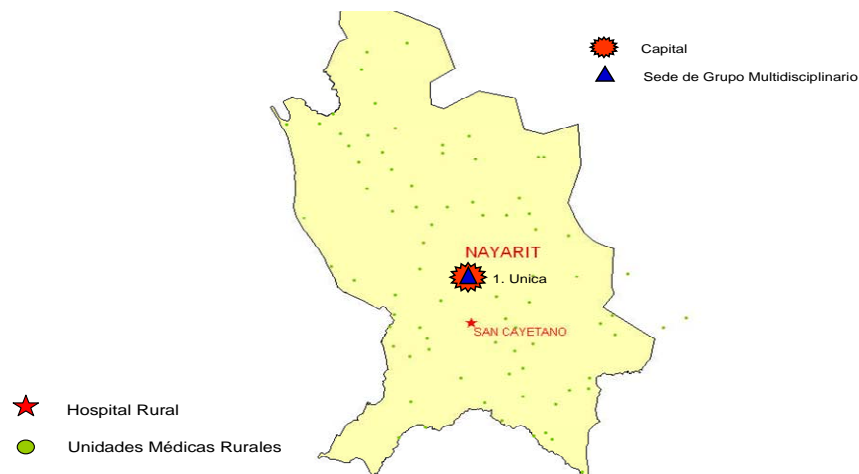 Capital
Sede de Grupo Multidisciplinario
NAYARIT
1. Unica
SAN CAYETANO
Hospital Rural
Unidades Médicas Rurales